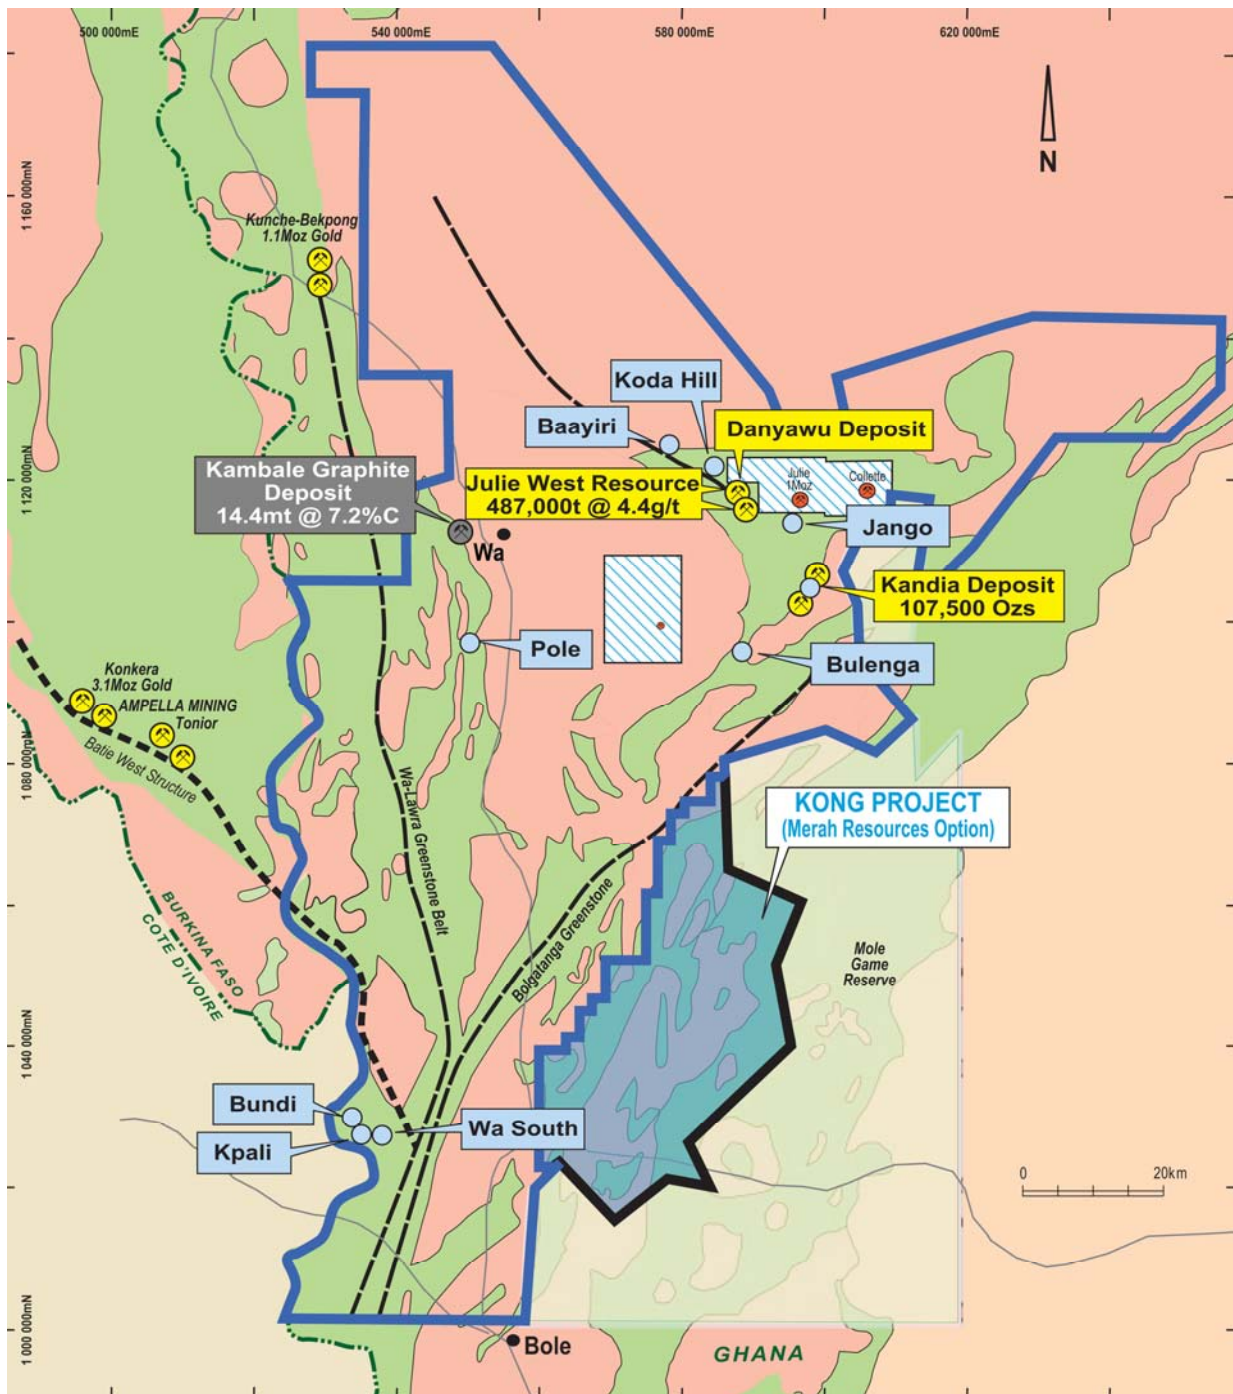 500 000mE
540 000mE
580 000mE
620 000mE
N
1 160 000mN
Kunche-Bekpong
1.1Moz Gold
Koda Hill
Baayiri
Danyawu Deposit
1 120 000mN
Kambale Graphite
Deposit
14.4mt @ 7.2%C
Julie West Resource
487,000t @ 4.4g/t
Julie
1Moz
Collette
Jango
Wa
Kandia Deposit
107,500 Ozs
Pole
Bulenga
Konkera
3.1Moz Gold
AMPELLA MINING
Tonior
Batie West Structure
1 080 000mN
Wa-Lawra Greenstone Belt
KONG PROJECT
(Merah Resources Option)
Bolgatanga Greenstone
BURKINA FASO
COTE D'IVOIRE
Mole
Game
Reserve
1 040 000mN
Bundi
Kpali
Wa South
0 20km
1 000 000mN
Bole
GHANA